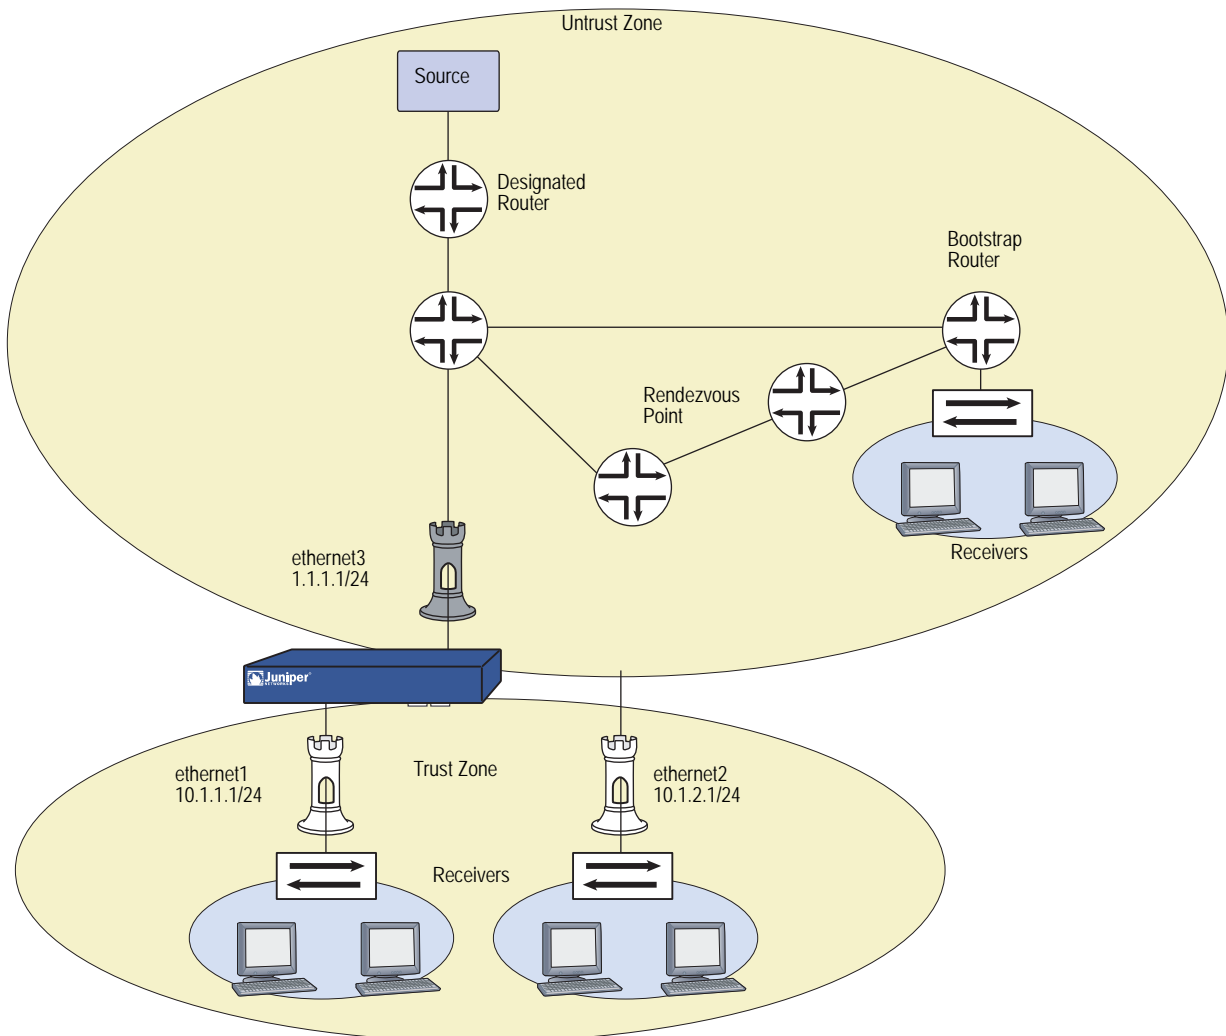 Untrust Zone
Source
Designated
Router
Bootstrap
Router
Rendezvous
Point
Receivers
ethernet3
1.1.1.1/24
Juniper
NETWORKS
Trust Zone
ethernet1
10.1.1.1/24
ethernet2
10.1.2.1/24
Receivers